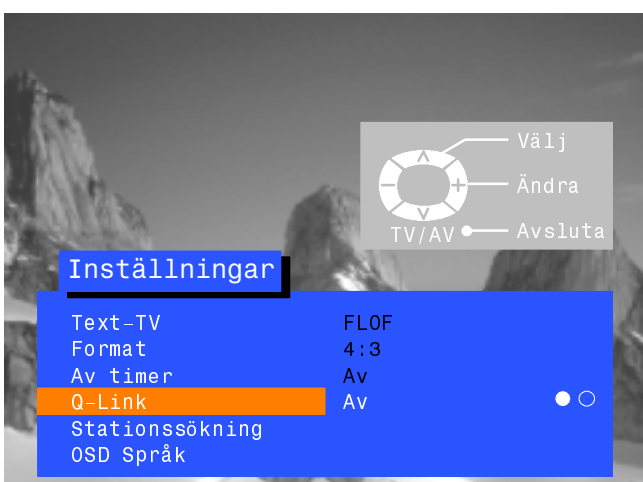 Välj
Ändra
TV/AV Avsluta
Inställningar
Text-TV FLOF
Format 4:3
Av timer Av
Q-Link Av
Stationssökning
OSD Språk